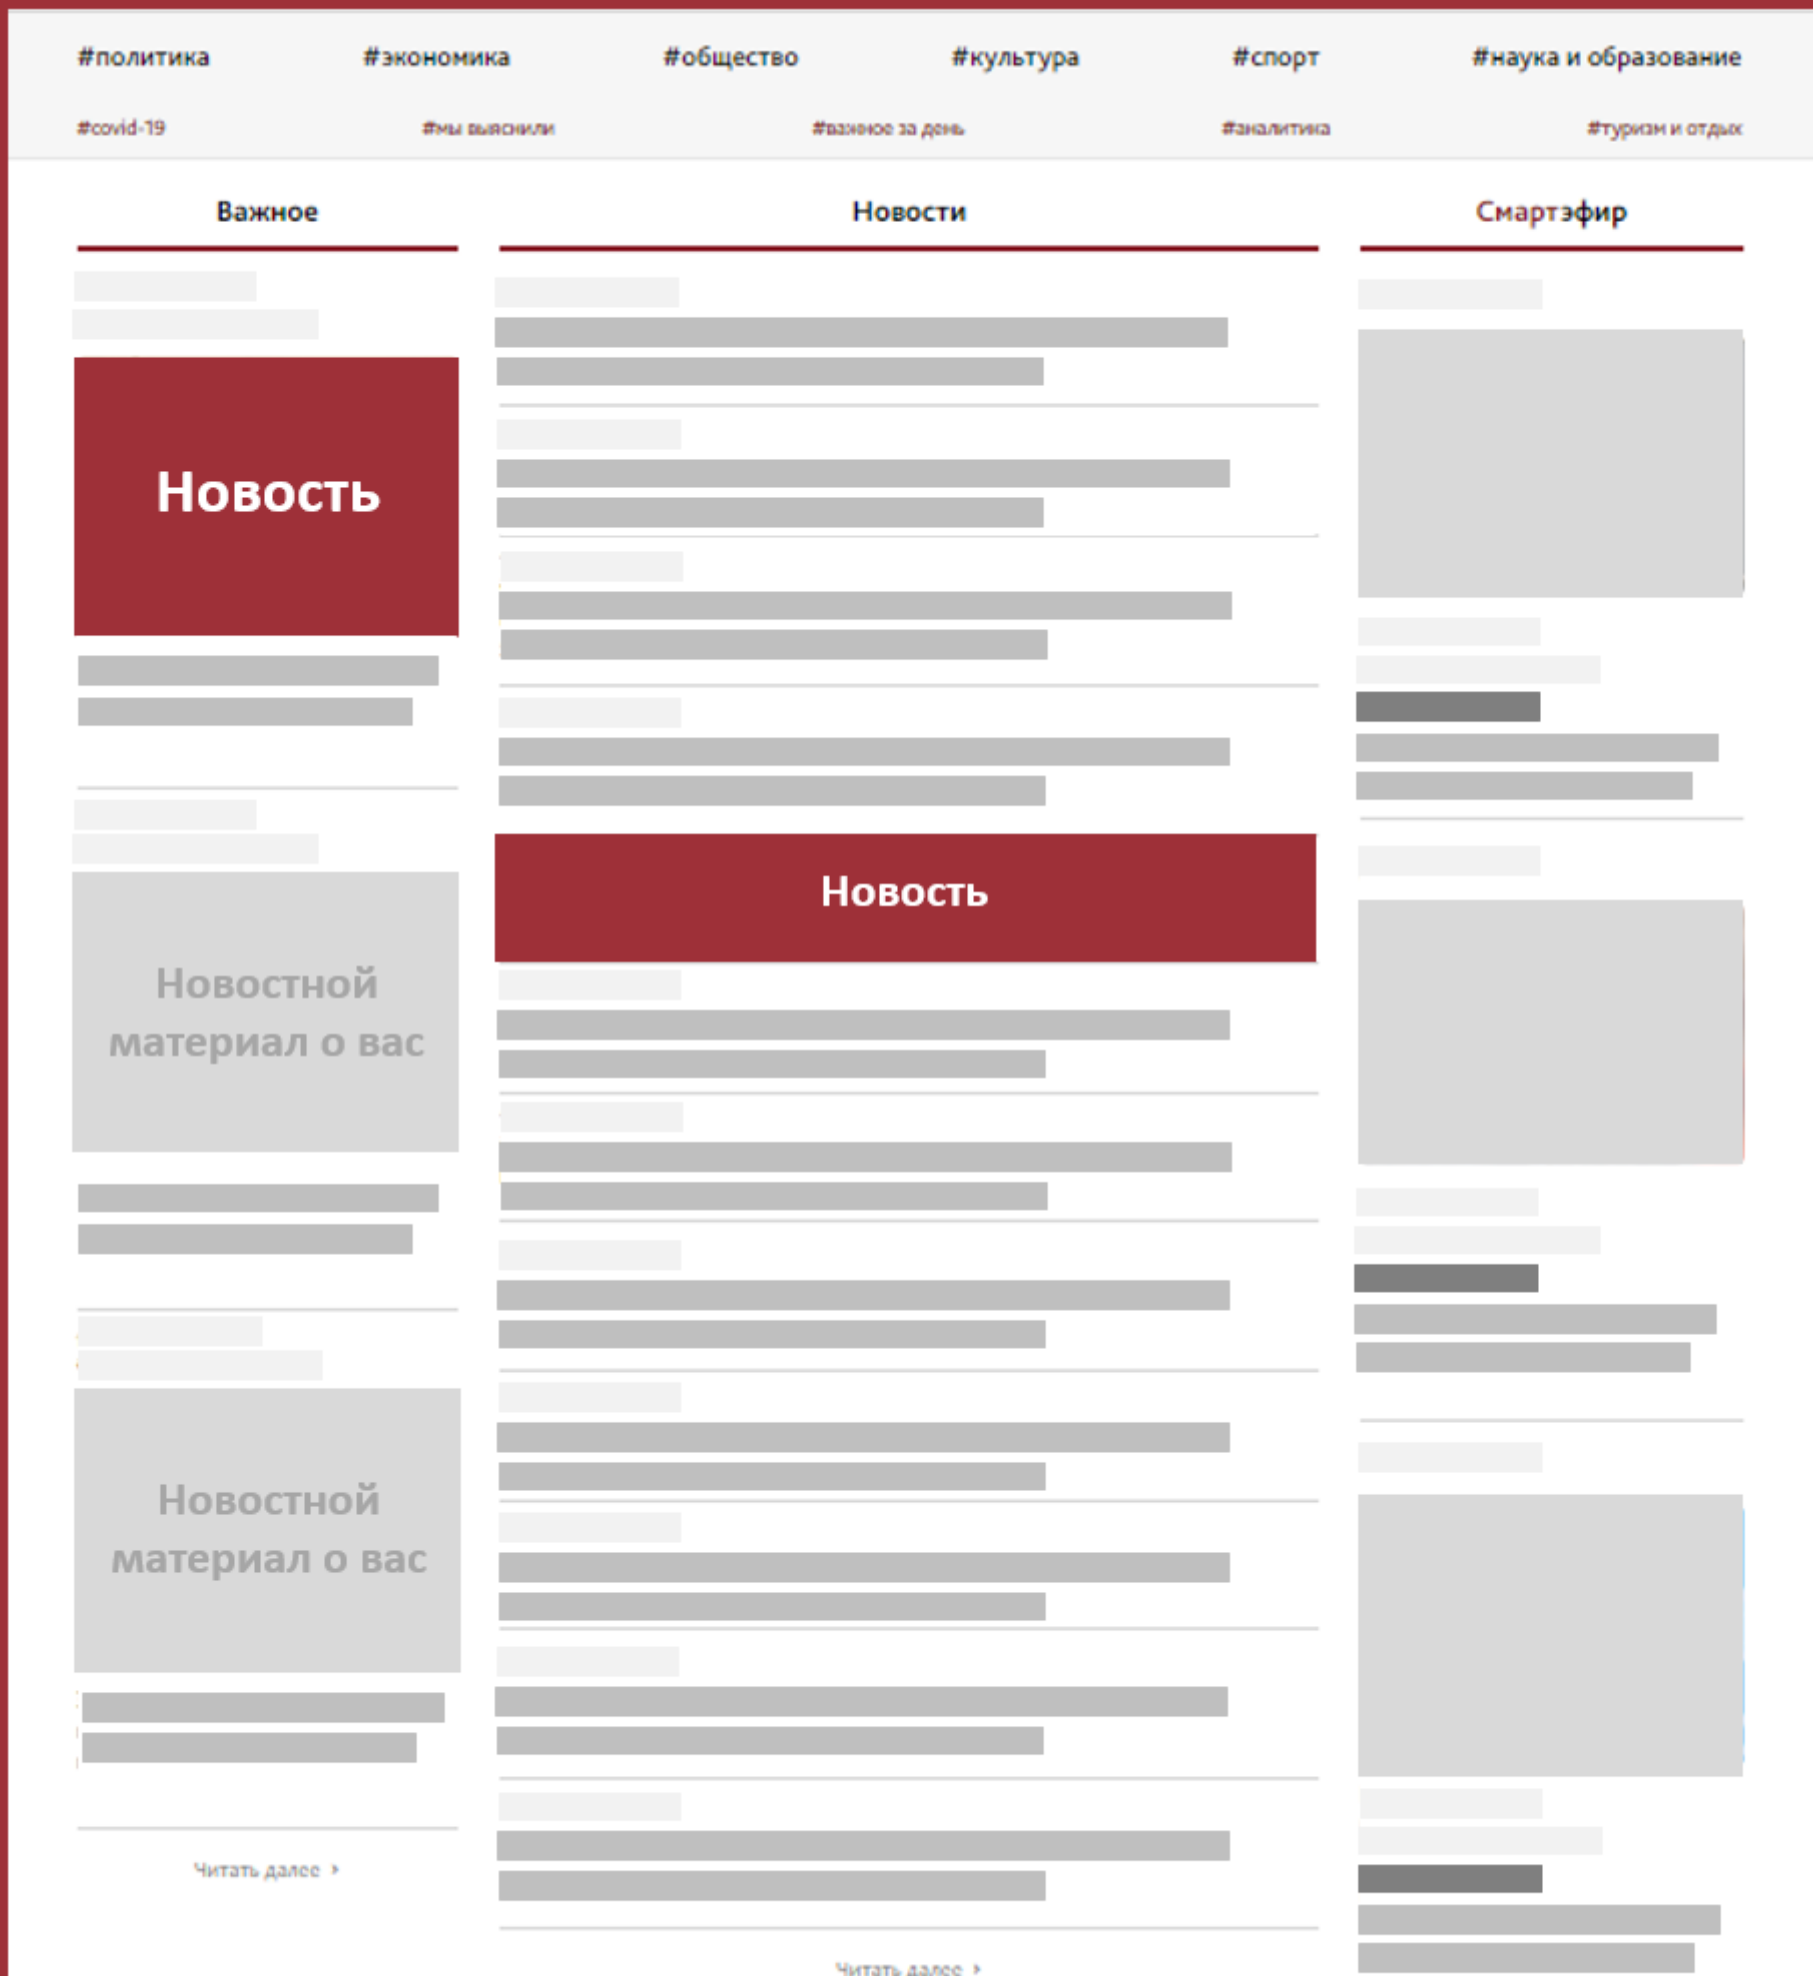 #политика #экономика #общество #культура #спорт #наука и образование
#covid-19 #мы выяснили #важное за день #аналитика #туризм и отдых
Важное
Новость
Новостной
материал о вас
Новостной
материал о вас
Читать далее ›
Новости
Новость
Читать далее ›
Смартэфир